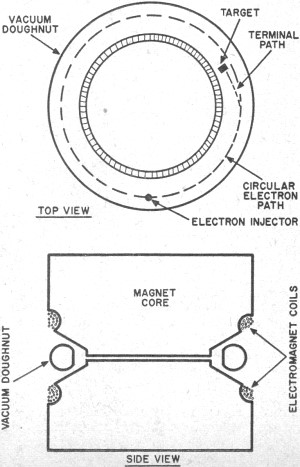 VACUUM
DOUGHNUT
TARGET
TERMINAL
PATH
CIRCULAR ELECTRON
PATH
TOP VIEW
ELECTRON INJECTOR
MAGNET
CORE
VACUUM DOUGHNUT
ELECTROMAGNET COILS
SIDE VIEW